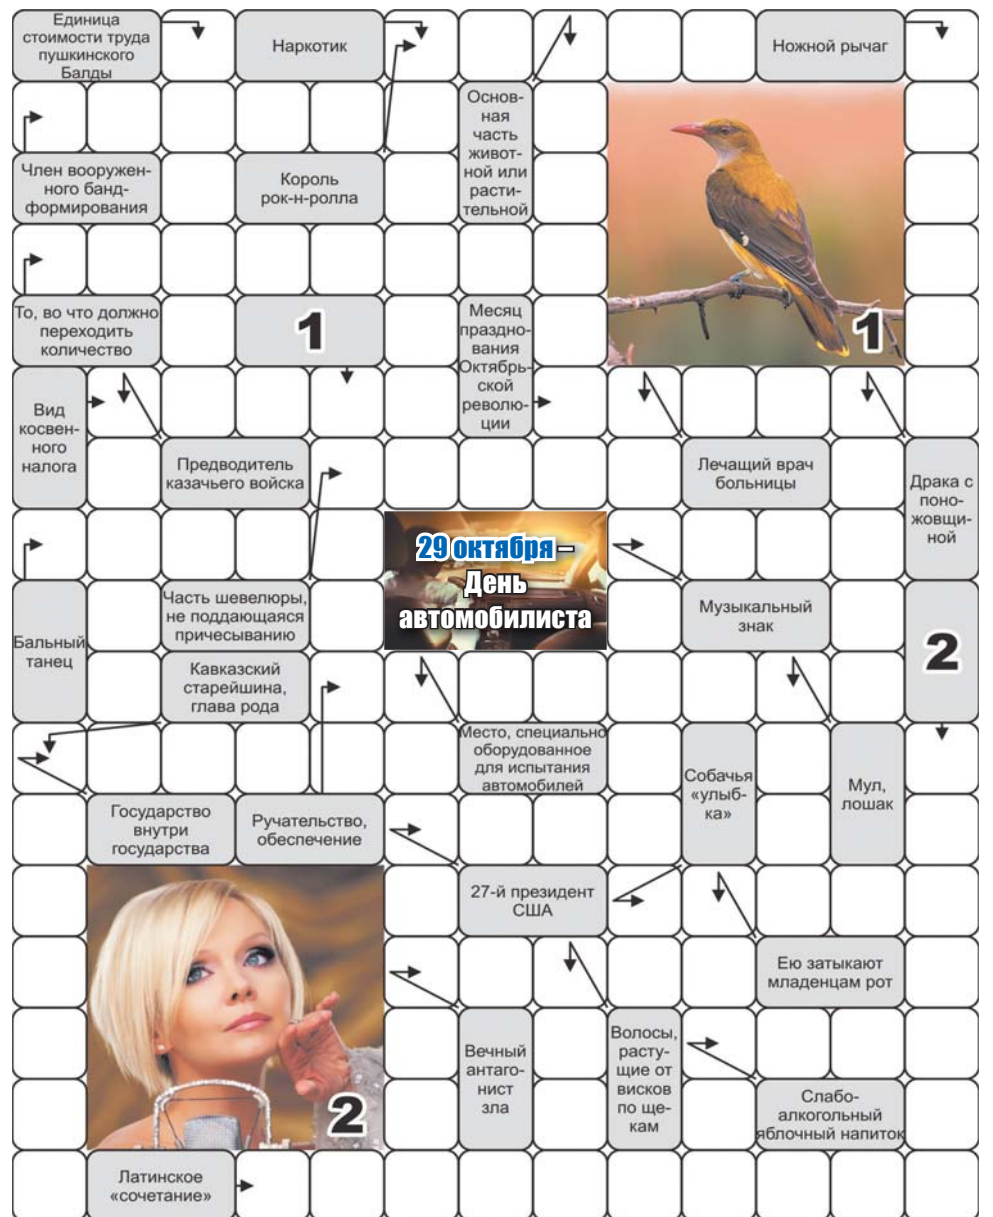 Единица
стоимости труда
пушкинского
Балды
Наркотик
Ножной рычаг
Основ-
ная
часть
живот-
ной или
расти-
тельной
Член вооружен-
ного банд-
формирования
Король
рок-н-ролла
То, во что должно
переходить
количество
1
Месяц
праздно-
вания
Октябрь-
ской
револю-
ции
1
Вид
косвен-
ного
налога
Предводитель
казачьего войска
Лечащий врач
больницы
Драка с
поно-
жовщи-
ной
29 октября –
День
автомобилиста
Бальный
танец
Часть шевелюры,
не поддающаяся
причесыванию
Музыкальный
знак
2
Кавказский
старейшина,
глава рода
Место, специально
оборудованное
для испытания
автомобилей
Собачья
«улыб-
ка»
Мул,
лошак
Государство
внутри
государства
Ручательство,
обеспечение
27-й президент
США
Ею затыкают
младенцам рот
Вечный
антаго-
нист
зла
Волосы,
расту-
щие от
висков
по ще-
кам
2
Слабо-
алкогольный
яблочный напиток
Латинское
«сочетание»